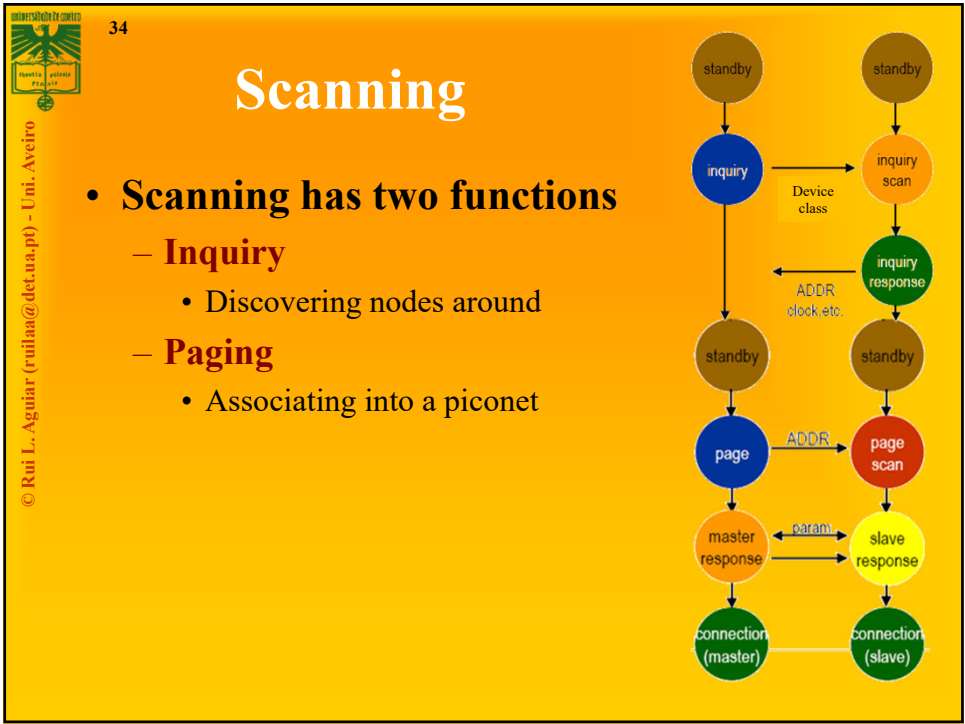 universidade de aveiro
theoria poiesis
praxis
© Rui L. Aguiar (ruilaa@det.ua.pt) - Uni. Aveiro
34
Scanning
• Scanning has two functions
– Inquiry
• Discovering nodes around
– Paging
• Associating into a piconet
standby
standby
inquiry
Device
class
inquiry
scan
inquiry
response
ADDR
clock,etc.
standby
standby
page
ADDR
page
scan
master
response
param
slave
response
connection
(master)
connection
(slave)